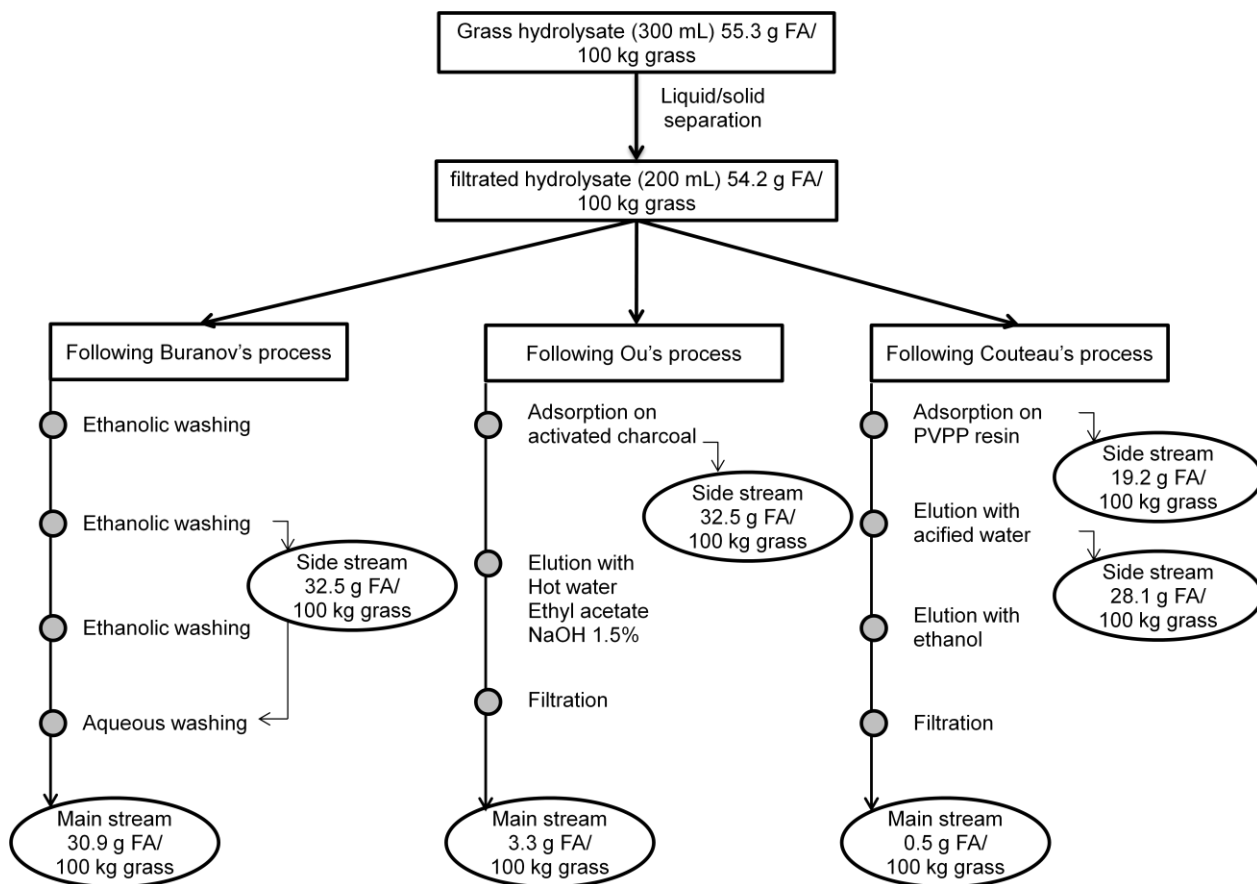 Grass hydrolysate (300 mL) 55.3 g FA/
100 kg grass
Liquid/solid
separation
filtrated hydrolysate (200 mL) 54.2 g FA/
100 kg grass
Following Buranov's process
Ethanolic washing
Ethanolic washing
Side stream
32.5 g FA/
100 kg grass
Ethanolic washing
Aqueous washing
Main stream
30.9 g FA/
100 kg grass
Following Ou's process
Adsorption on
activated charcoal
Side stream
32.5 g FA/
100 kg grass
Elution with
Hot water
Ethyl acetate
NaOH 1.5%
Filtration
Main stream
3.3 g FA/
100 kg grass
Following Couteau's process
Adsorption on
PVPP resin
Side stream
19.2 g FA/
100 kg grass
Elution with
acified water
Side stream
28.1 g FA/
100 kg grass
Elution with
ethanol
Filtration
Main stream
0.5 g FA/
100 kg grass